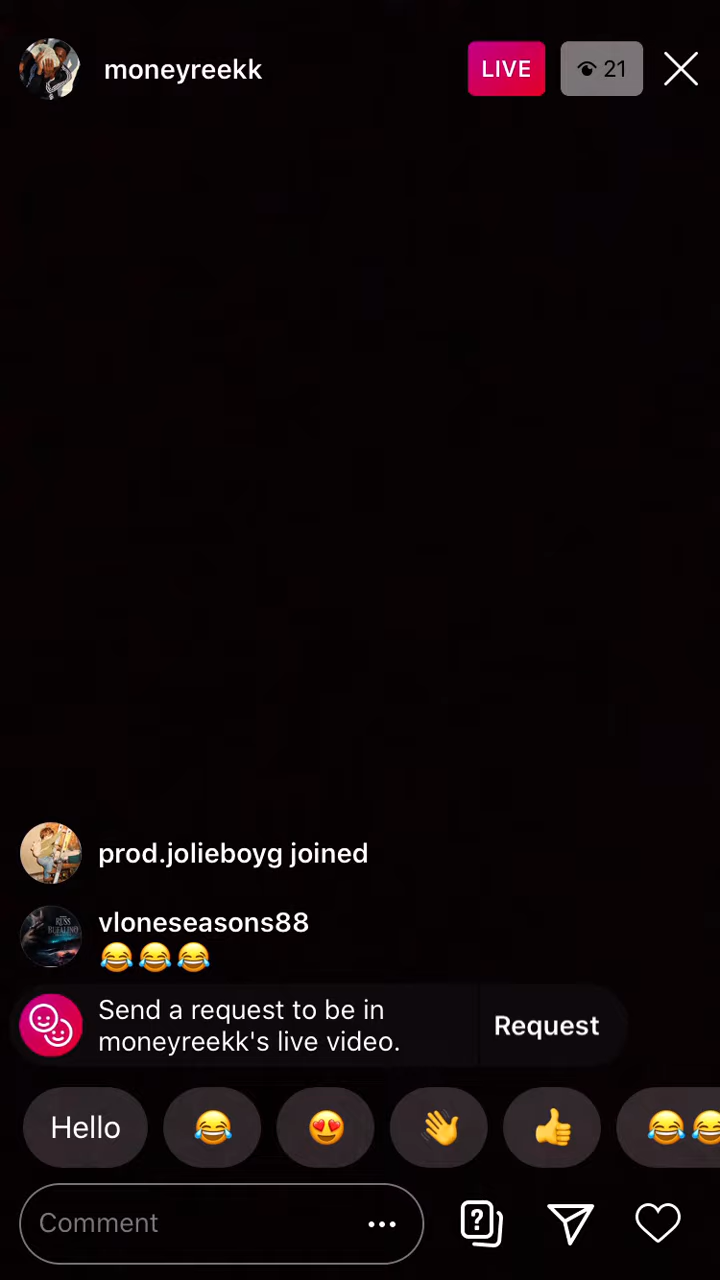 moneyreekk
LIVE
21
prod.jolieboyg joined
vloneseasons88
😂😂😂
Send a request to be in
moneyreekk's live video.
Request
Hello
Comment